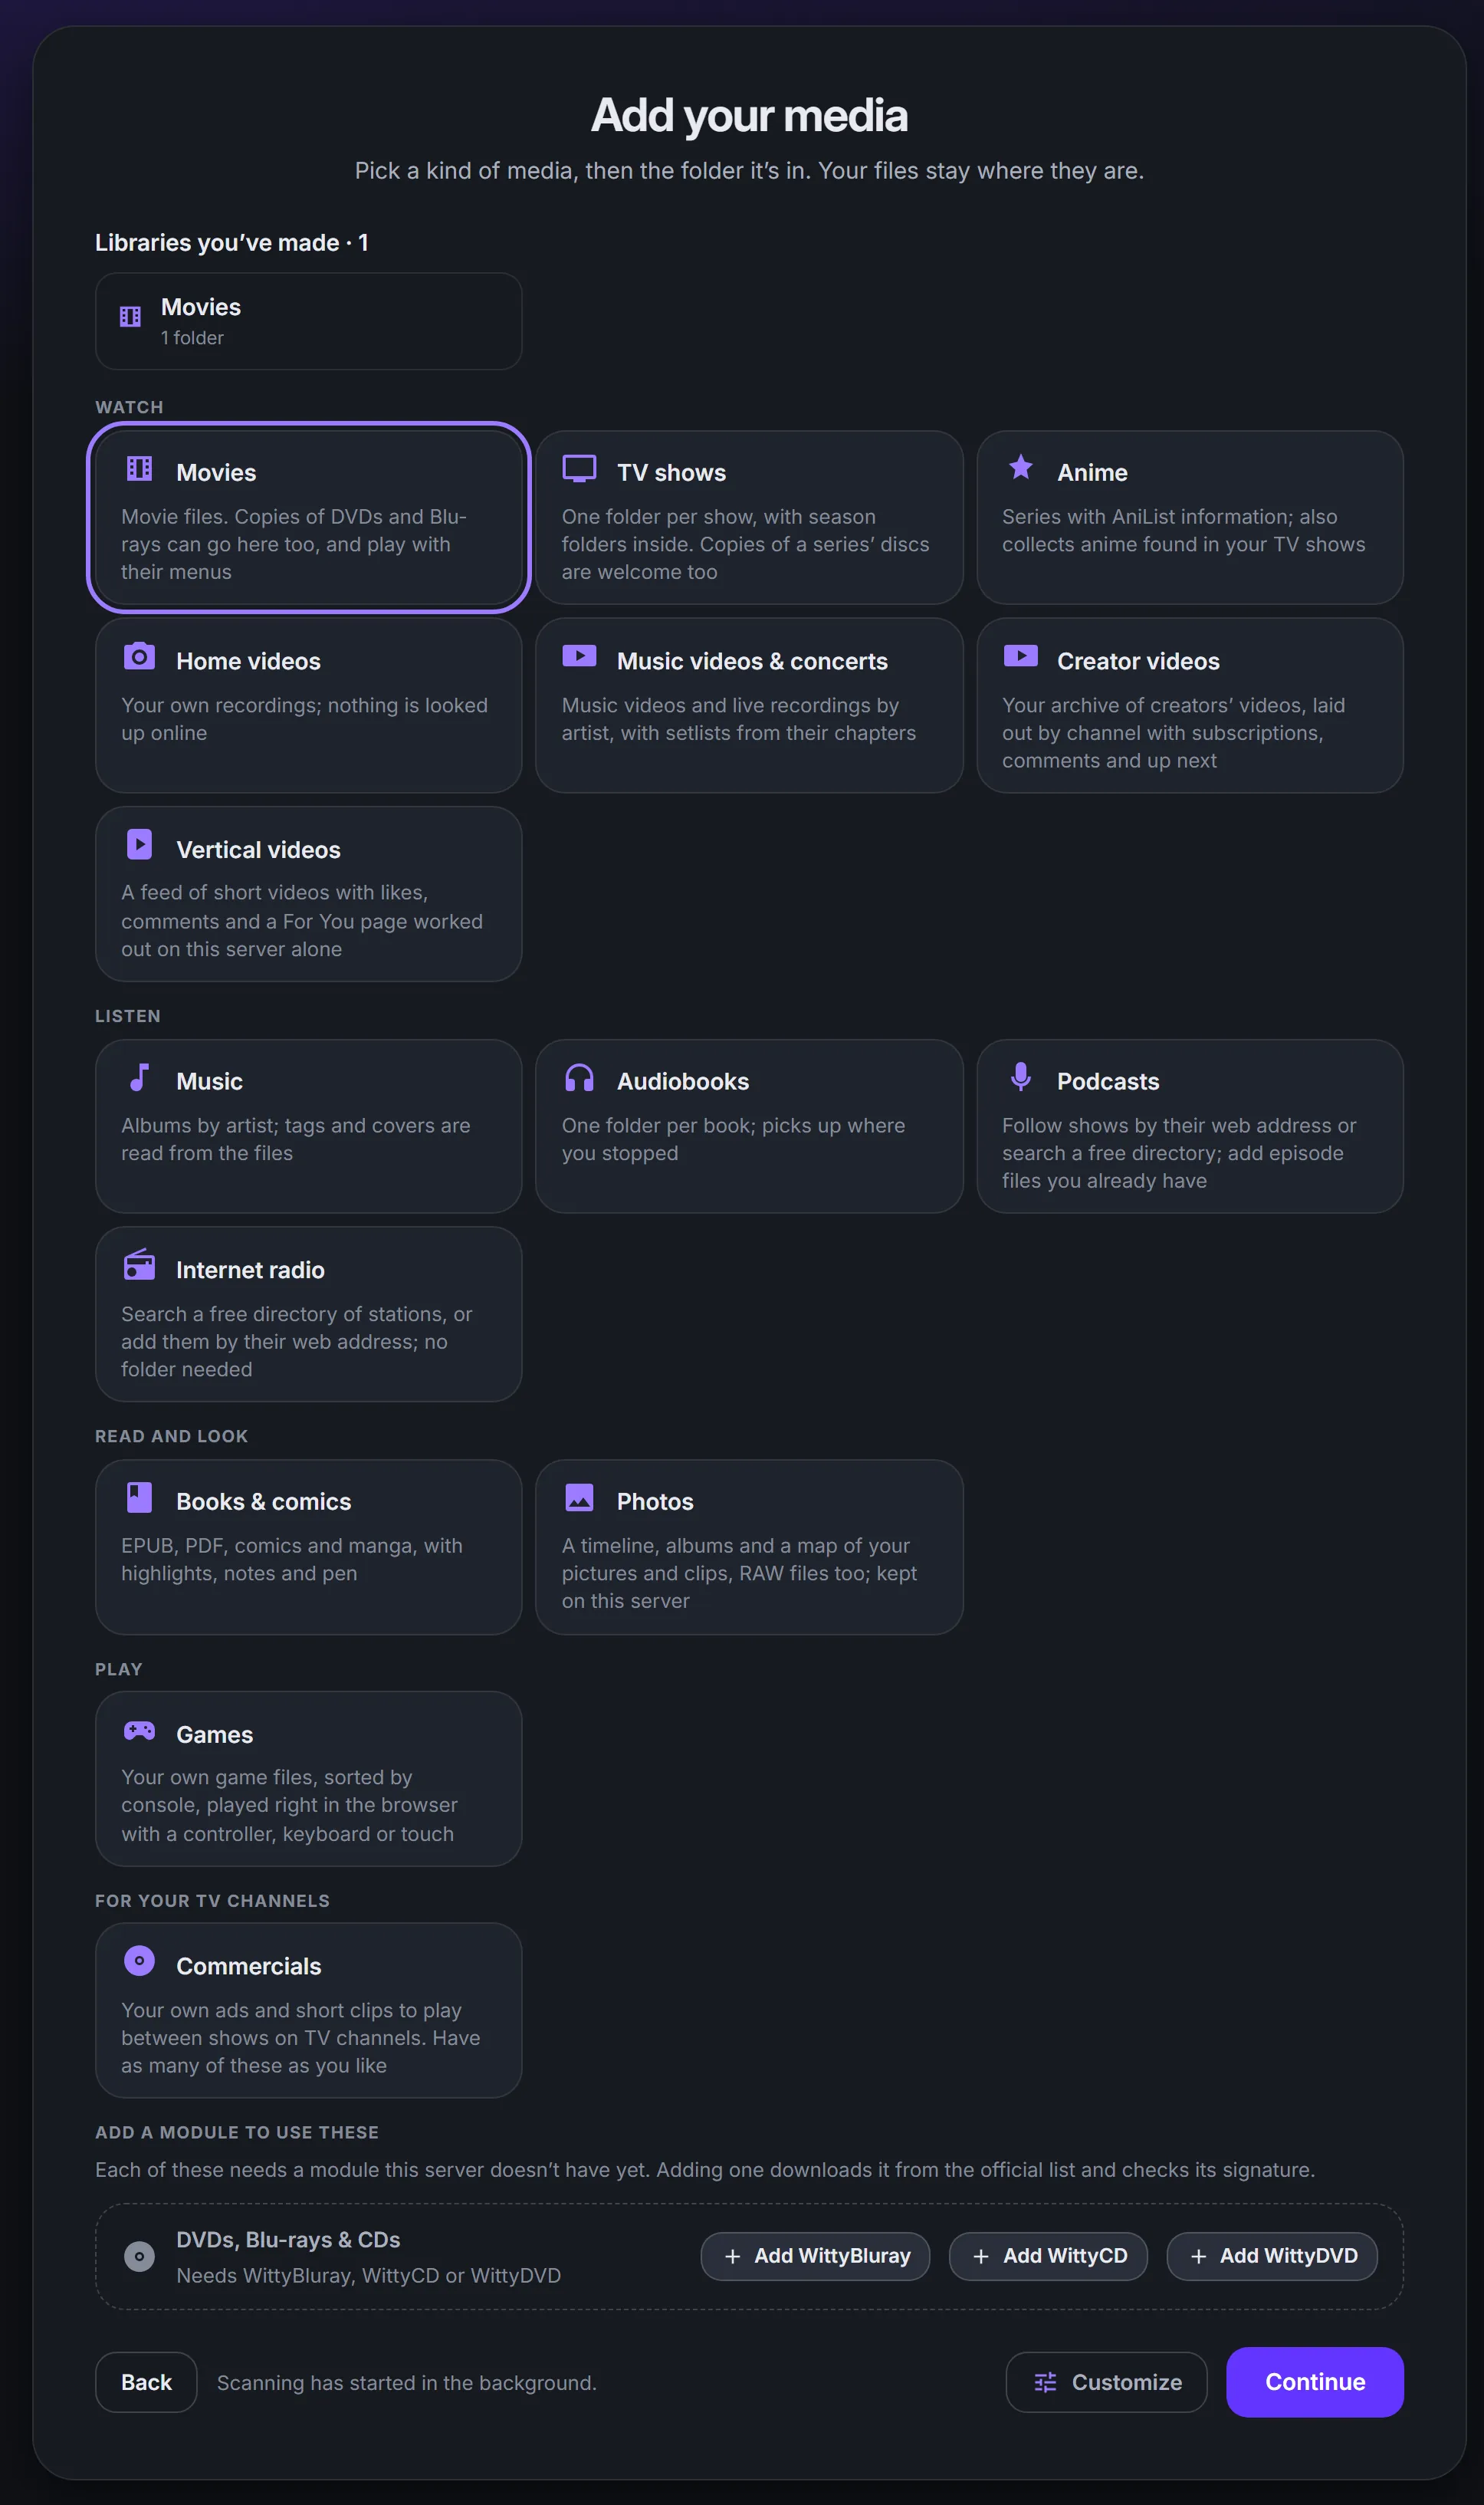 Add your media
Pick a kind of media, then the folder it’s in. Your files stay where they are.
Libraries you’ve made · 1
Movies
1 folder
WATCH
Movies
Movie files. Copies of DVDs and Blu-
rays can go here too, and play with
their menus
TV shows
One folder per show, with season
folders inside. Copies of a series’ discs
are welcome too
Anime
Series with AniList information; also
collects anime found in your TV shows
Home videos
Your own recordings; nothing is looked
up online
Music videos & concerts
Music videos and live recordings by
artist, with setlists from their chapters
Creator videos
Your archive of creators’ videos, laid
out by channel with subscriptions,
comments and up next
Vertical videos
A feed of short videos with likes,
comments and a For You page worked
out on this server alone
LISTEN
Music
Albums by artist; tags and covers are
read from the files
Audiobooks
One folder per book; picks up where
you stopped
Podcasts
Follow shows by their web address or
search a free directory; add episode
files you already have
Internet radio
Search a free directory of stations, or
add them by their web address; no
folder needed
READ AND LOOK
Books & comics
EPUB, PDF, comics and manga, with
highlights, notes and pen
Photos
A timeline, albums and a map of your
pictures and clips, RAW files too; kept
on this server
PLAY
Games
Your own game files, sorted by
console, played right in the browser
with a controller, keyboard or touch
FOR YOUR TV CHANNELS
Commercials
Your own ads and short clips to play
between shows on TV channels. Have
as many of these as you like
ADD A MODULE TO USE THESE
Each of these needs a module this server doesn’t have yet. Adding one downloads it from the official list and checks its signature.
DVDs, Blu-rays & CDs
Needs WittyBluray, WittyCD or WittyDVD
+ Add WittyBluray
+ Add WittyCD
+ Add WittyDVD
Back
Scanning has started in the background.
Customize
Continue